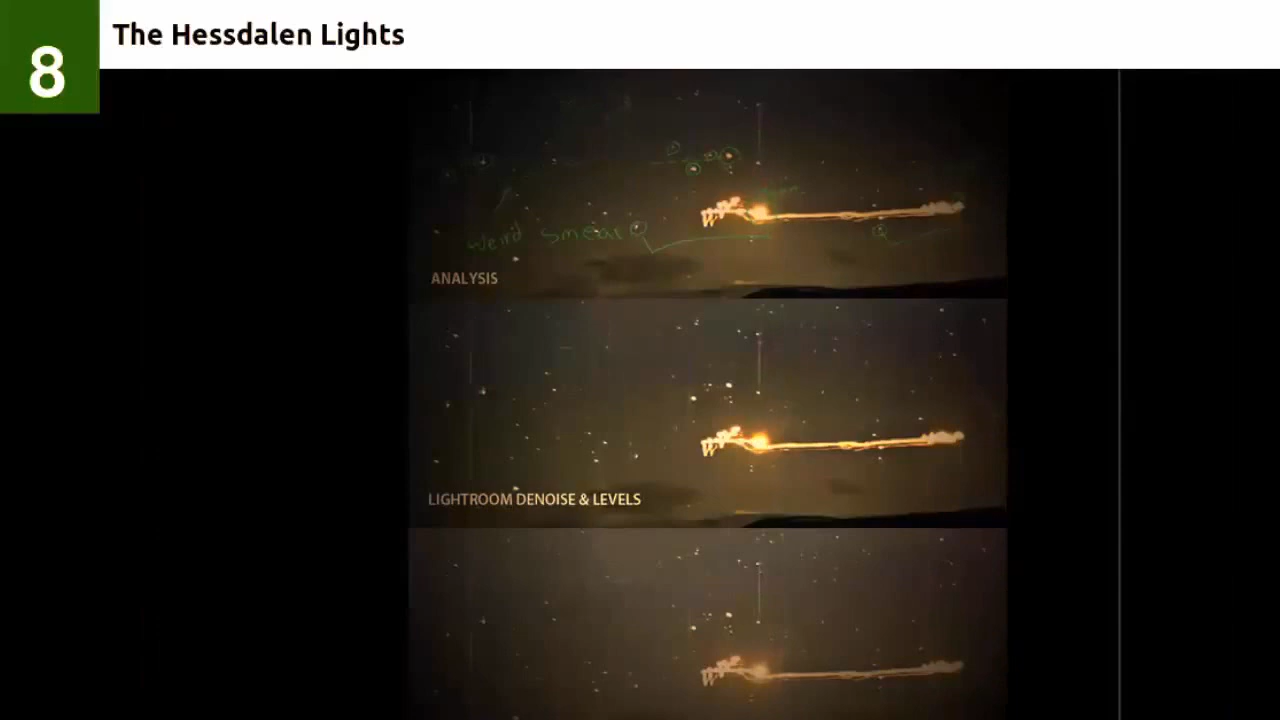 8
The Hessdalen Lights
weird smear
ANALYSIS
LIGHTROOM DENOISE & LEVELS